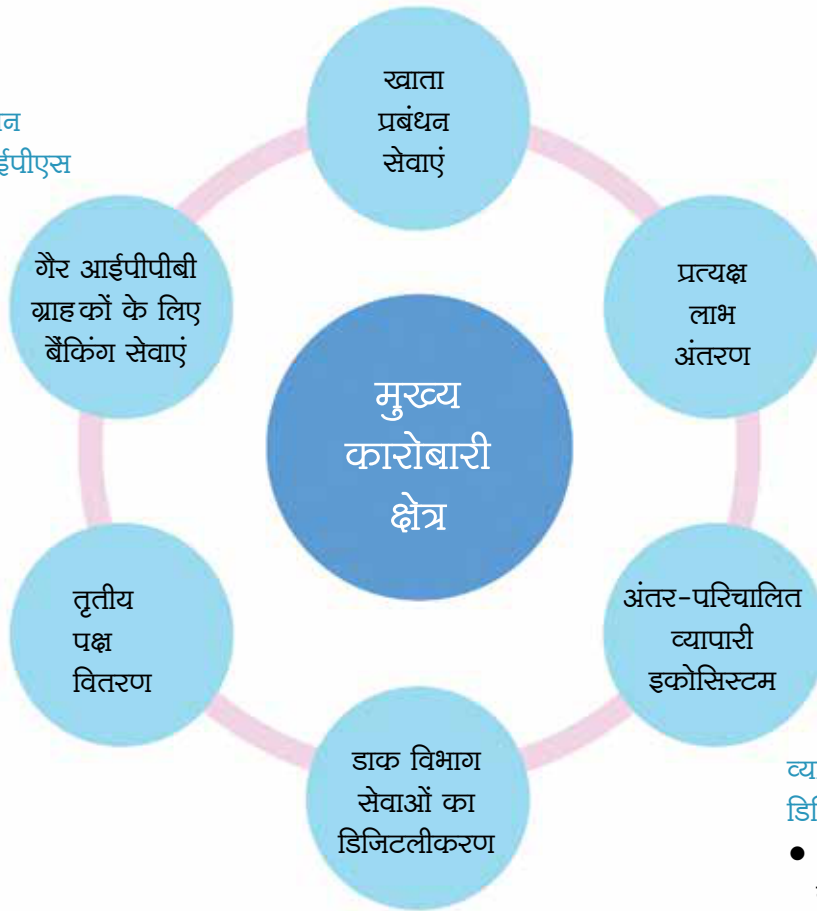 खाता
प्रबंधन
सेवाएं
ईपीएस
गैर आईपीपीबी
ग्राहकों के लिए
बैंकिंग सेवाएं
प्रत्यक्ष
लाभ
अंतरण
मुख्य
कारोबारी
क्षेत्र
तृतीय
पक्ष
वितरण
अंतर-परिचालित
व्यापारी
इकोसिस्टम
डाक विभाग
सेवाओं का
डिजिटलीकरण